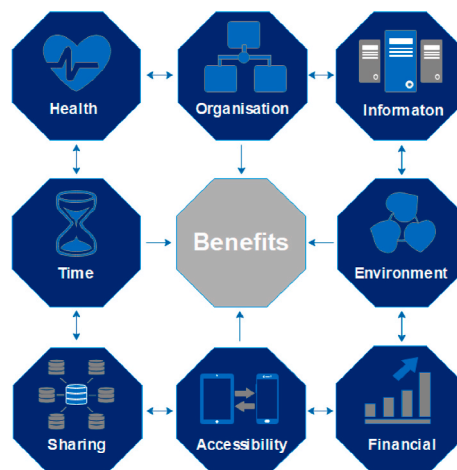 Health
Organisation
Informaton
Time
Benefits
Environment
Sharing
Accessibility
Financial